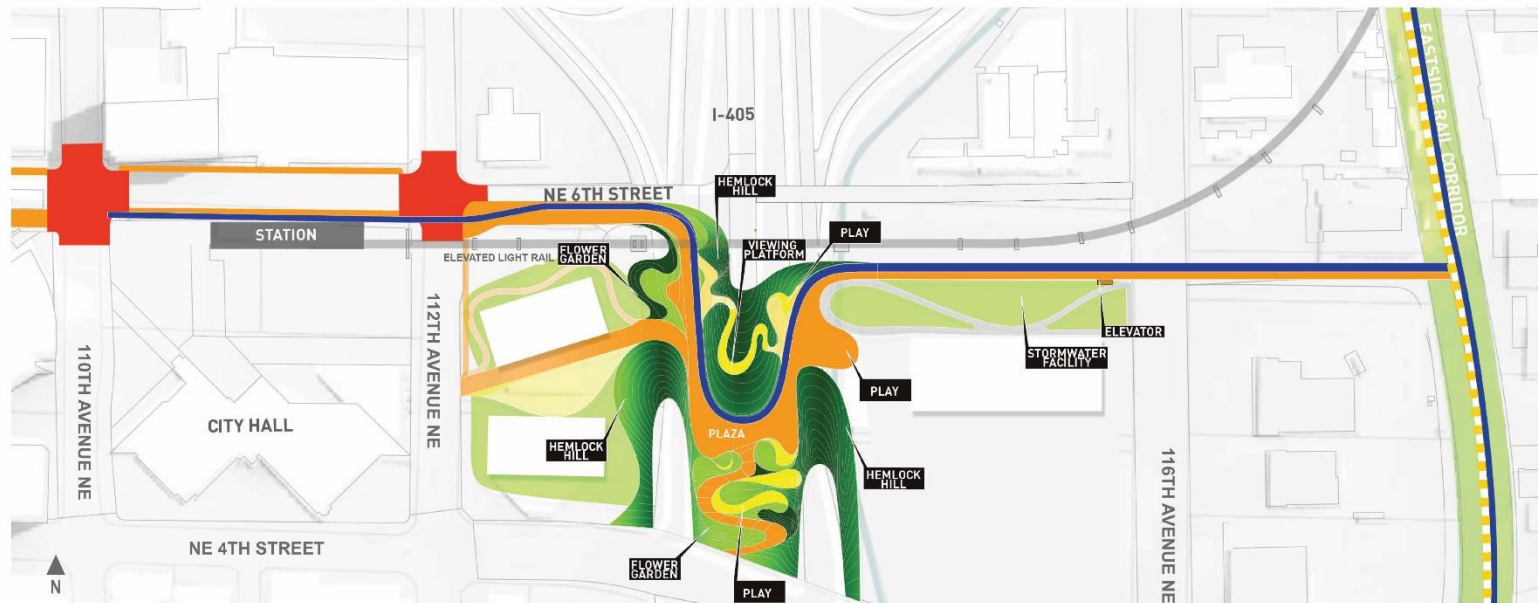 I-405
EASTSIDE RAIL CORRIDOR
HEMLOCK
HILL
NE 6TH STREET
STATION
FLOWER
GARDEN
VIEWING
PLATFORM
PLAY
ELEVATED LIGHT RAIL
112TH AVENUE NE
110TH AVENUE NE
ELEVATOR
STORMWATER
FACILITY
PLAY
CITY HALL
PLAZA
HEMLOCK
HILL
HEMLOCK
HILL
116TH AVENUE NE
NE 4TH STREET
FLOWER
GARDEN
PLAY
N